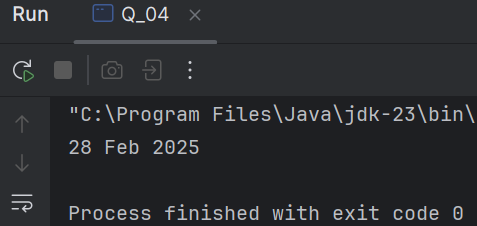 Run Q_04
"C:\Program Files\Java\jdk-23\bin\
28 Feb 2025
Process finished with exit code 0